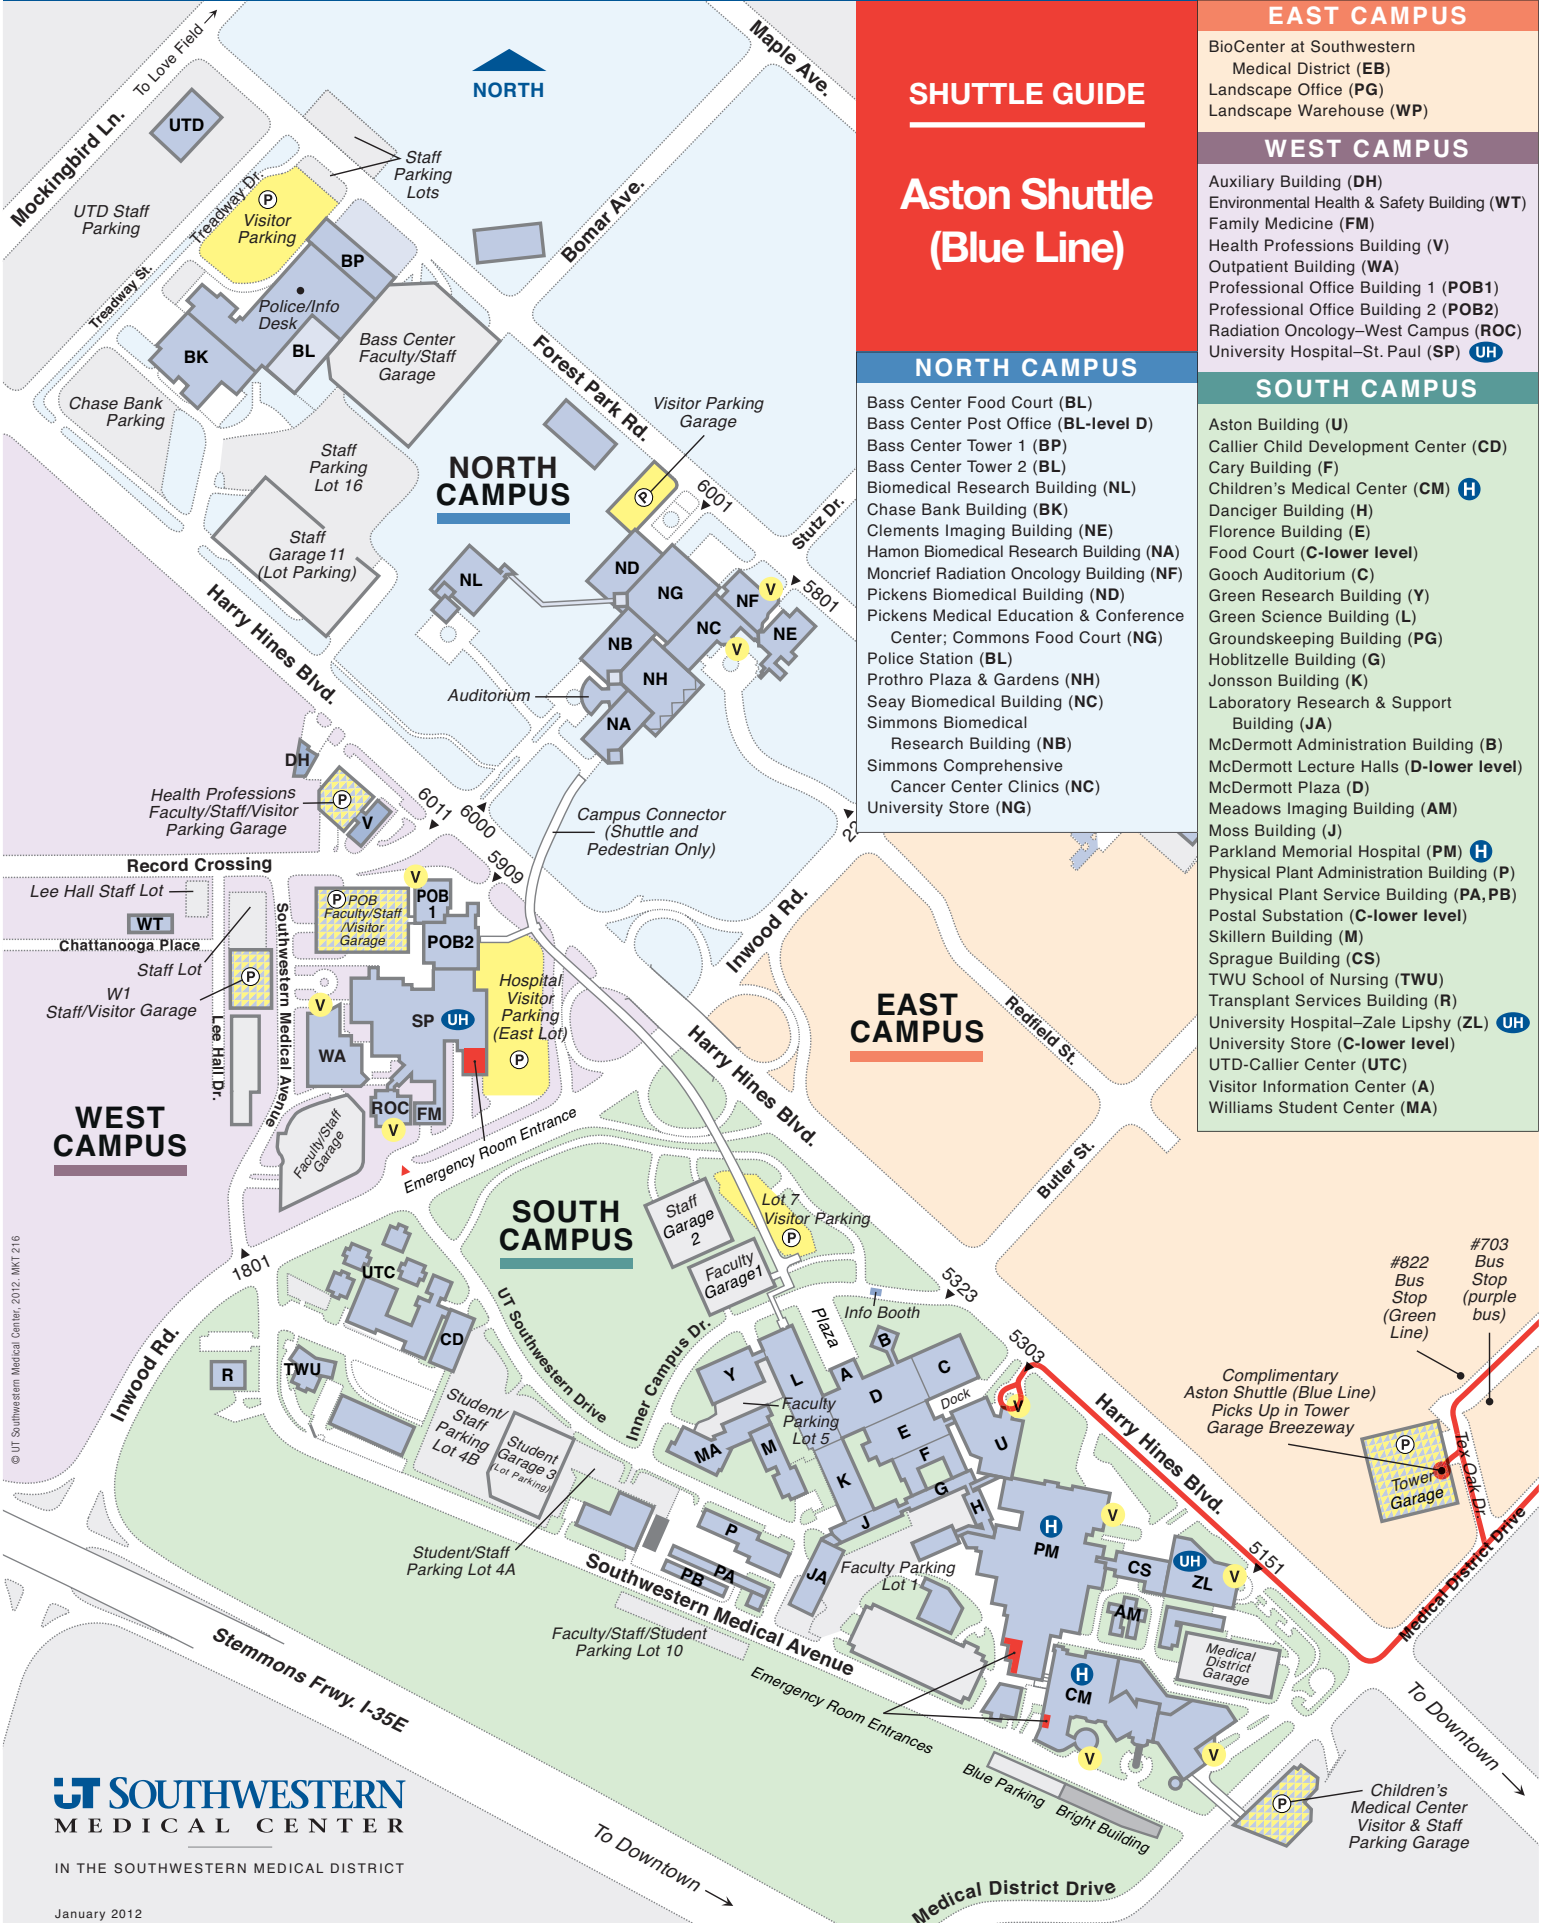 SHUTTLE GUIDE
Aston Shuttle
(Blue Line)
EAST CAMPUS
BioCenter at Southwestern
Medical District (EB)
Landscape Office (PG)
Landscape Warehouse (WP)
WEST CAMPUS
Auxiliary Building (DH)
Environmental Health & Safety Building (WT)
Family Medicine (FM)
Health Professions Building (V)
Outpatient Building (WA)
Professional Office Building 1 (POB1)
Professional Office Building 2 (POB2)
Radiation Oncology–West Campus (ROC)
University Hospital–St. Paul (SP) UH
NORTH CAMPUS
Bass Center Food Court (BL)
Bass Center Post Office (BL-level D)
Bass Center Tower 1 (BP)
Bass Center Tower 2 (BL)
Biomedical Research Building (NL)
Chase Bank Building (BK)
Clements Imaging Building (NE)
Hamon Biomedical Research Building (NA)
Moncrief Radiation Oncology Building (NF)
Pickens Biomedical Building (ND)
Pickens Medical Education & Conference
Center; Commons Food Court (NG)
Police Station (BL)
Prothro Plaza & Gardens (NH)
Seay Biomedical Building (NC)
Simmons Biomedical
Research Building (NB)
Simmons Comprehensive
Cancer Center Clinics (NC)
University Store (NG)
SOUTH CAMPUS
Aston Building (U)
Callier Child Development Center (CD)
Cary Building (F)
Children's Medical Center (CM) H
Danciger Building (H)
Florence Building (E)
Food Court (C-lower level)
Gooch Auditorium (C)
Green Research Building (Y)
Green Science Building (L)
Groundskeeping Building (PG)
Hoblitzelle Building (G)
Jonsson Building (K)
Laboratory Research & Support
Building (JA)
McDermott Administration Building (B)
McDermott Lecture Halls (D-lower level)
McDermott Plaza (D)
Meadows Imaging Building (AM)
Moss Building (J)
Parkland Memorial Hospital (PM) H
Physical Plant Administration Building (P)
Physical Plant Service Building (PA, PB)
Postal Substation (C-lower level)
Skillern Building (M)
Sprague Building (CS)
TWU School of Nursing (TWU)
Transplant Services Building (R)
University Hospital–Zale Lipshy (ZL) UH
University Store (C-lower level)
UTD-Callier Center (UTC)
Visitor Information Center (A)
Williams Student Center (MA)
NORTH
Maple Ave.
To Love Field
Mockingbird Ln.
UTD
UTD Staff
Parking
Staff
Parking
Lots
Treadway Dr.
Treadway St.
P
Visitor
Parking
BP
Police/Info
Desk
BL
BK
Bass Center
Faculty/Staff
Garage
Bomar Ave.
Forest Park Rd.
Chase Bank
Parking
Staff
Parking
Lot 16
Staff
Garage 11
(Lot Parking)
NORTH
CAMPUS
Visitor Parking
Garage
P
6001
Stutz Dr.
5801
NL
ND
NG
NF
V
NC
NE
V
NB
NH
NA
Auditorium
Harry Hines Blvd.
DH
Health Professions
Faculty/Staff/Visitor
Parking Garage
P
V
6011
6000
5909
Campus Connector
(Shuttle and
Pedestrian Only)
22
Record Crossing
Lee Hall Staff Lot
WT
Chattanooga Place
Staff Lot
W1
Staff/Visitor Garage
P
Lee Hall Dr.
Southwestern Medical Avenue
P POB
Faculty/Staff
/Visitor
Garage
V
POB
1
POB2
Hospital
Visitor
Parking
(East Lot)
P
V
SP UH
WA
ROC
FM
V
Faculty/Staff
Garage
Emergency Room Entrance
WEST
CAMPUS
Inwood Rd.
EAST
CAMPUS
Redfield St.
Harry Hines Blvd.
Butler St.
SOUTH
CAMPUS
Staff
Garage
2
Faculty
Garage1
Lot 7
Visitor Parking
P
1801
UTC
CD
UT Southwestern Drive
Inner Campus Dr.
Plaza
Info Booth
5323
5303
Inwood Rd.
R
TWU
Student/
Staff
Parking
Lot 4B
Student
Garage 3
(Lot Parking)
Y
L
A
B
C
D
Dock
V
Faculty
Parking
Lot 5
MA
M
E
F
U
K
G
H
J
Harry Hines Blvd.
#822
Bus
Stop
(Green
Line)
#703
Bus
Stop
(purple
bus)
Complimentary
Aston Shuttle (Blue Line)
Picks Up in Tower
Garage Breezeway
P
Tower
Garage
Tex Oak Dr.
Medical District Drive
Student/Staff
Parking Lot 4A
P
PA
PB
JA
Faculty Parking
Lot 1
H
PM
V
CS
UH
ZL
V
5151
AM
Medical
District
Garage
Southwestern Medical Avenue
Faculty/Staff/Student
Parking Lot 10
Emergency Room Entrances
H
CM
V
V
Blue Parking
Bright Building
To Downtown
P
Children's
Medical Center
Visitor & Staff
Parking Garage
Stemmons Frwy. I-35E
To Downtown
Medical District Drive
© UT Southwestern Medical Center, 2012. MKT 216
UT SOUTHWESTERN
MEDICAL CENTER
IN THE SOUTHWESTERN MEDICAL DISTRICT
January 2012